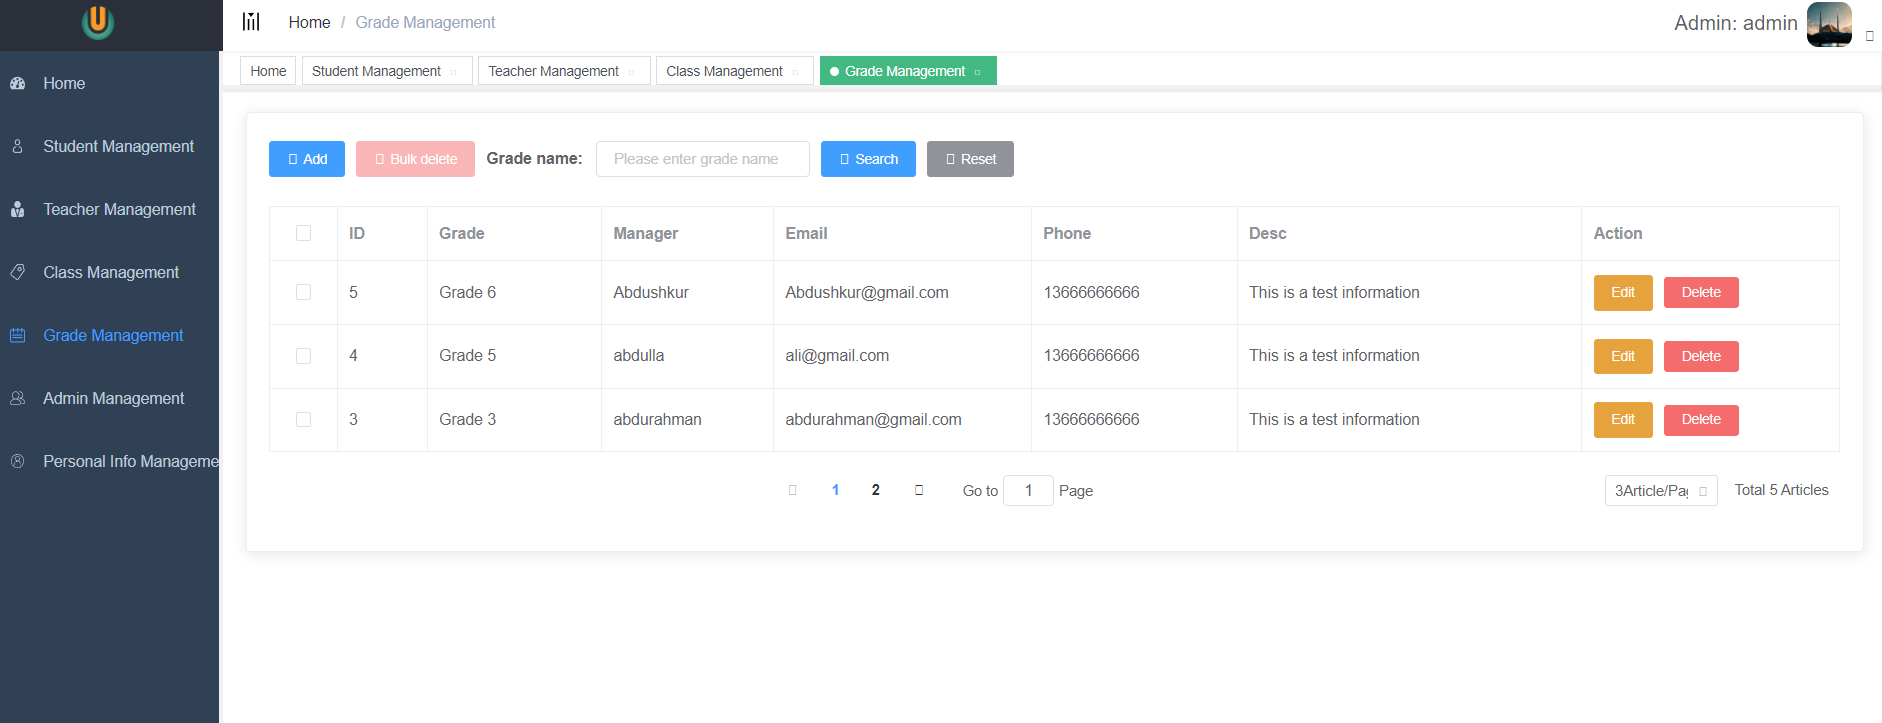 Home / Grade Management
Admin: admin
Home
Student Management
Teacher Management
Class Management
Grade Management
Home
Student Management
Teacher Management
Class Management
Grade Management
Admin Management
Personal Info Manageme
Add
Bulk delete
Grade name:
Please enter grade name
Search
Reset
ID Grade Manager Email Phone Desc Action
5 Grade 6 Abdushkur Abdushkur@gmail.com 13666666666 This is a test information Edit Delete
4 Grade 5 abdulla ali@gmail.com 13666666666 This is a test information Edit Delete
3 Grade 3 abdurahman abdurahman@gmail.com 13666666666 This is a test information Edit Delete
1 2 Go to 1 Page
3Article/Pa
Total 5 Articles